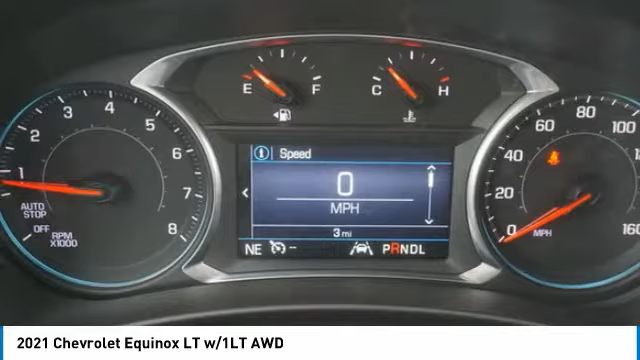 E F C H
1 2 3 4 5 6 7 8
AUTO
STOP
OFF
RPM
X1000
i Speed
0
MPH
3 mi
NE -- PRNDL
0 20 40 60 80 100 160
MPH
2021 Chevrolet Equinox LT w/1LT AWD